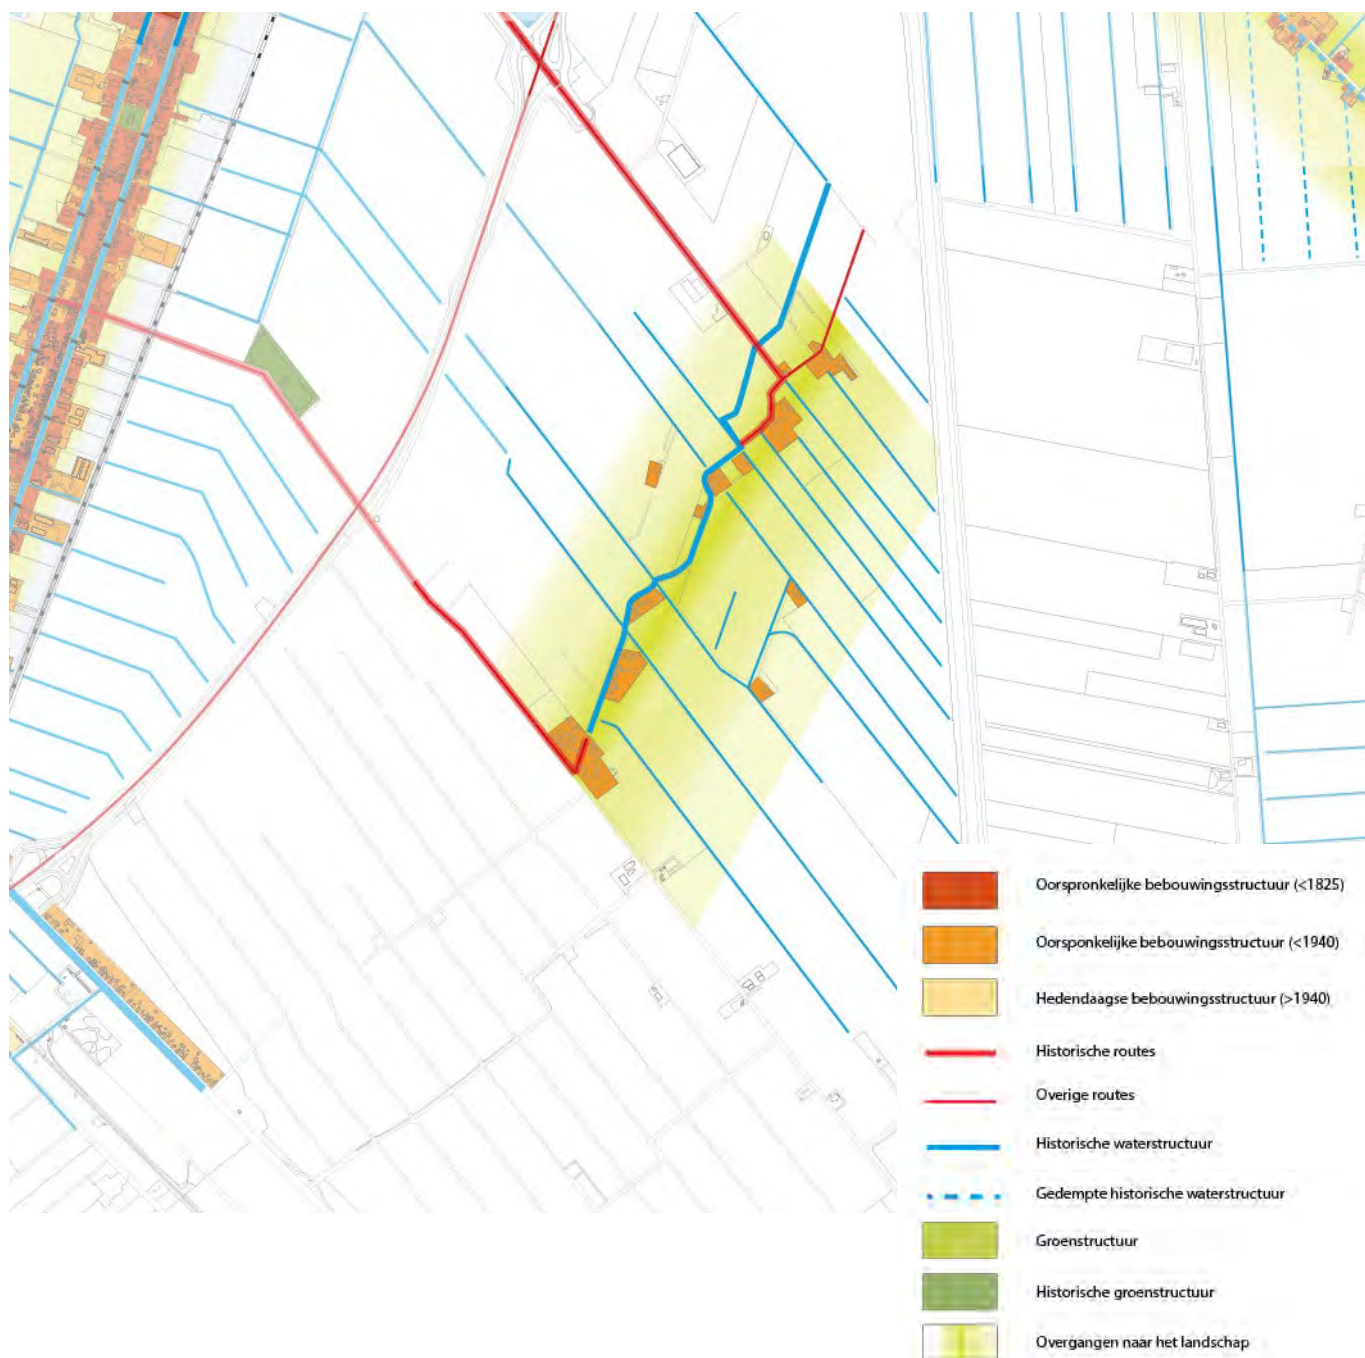 Oorspronkelijke bebouwingsstructuur (<1825)
Oorsponkelijke bebouwingsstructuur (<1940)
Hedendaagse bebouwingsstructuur (>1940)
Historische routes
Overige routes
Historische waterstructuur
Gedempte historische waterstructuur
Groenstructuur
Historische groenstructuur
Overgangen naar het landschap